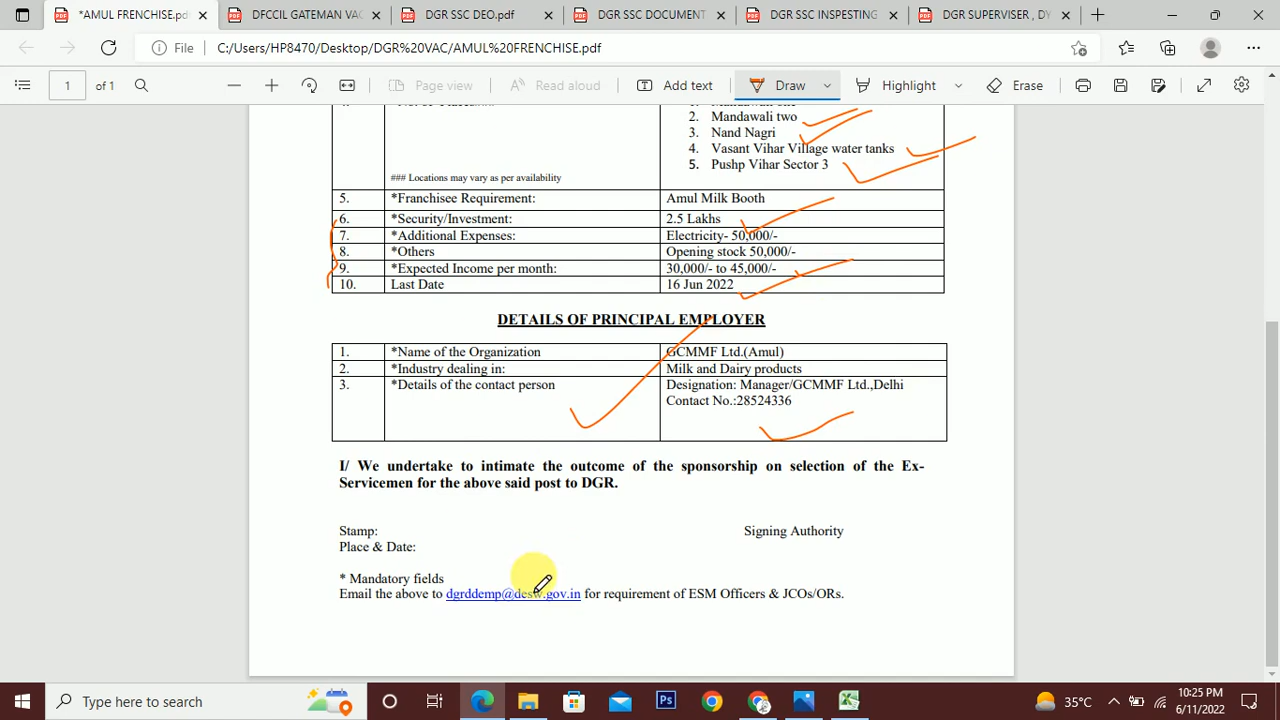 *AMUL FRENCHISE.pdf
DFCCIL GATEMAN VAC
DGR SSC DEO.pdf
DGR SSC DOCUMENT
DGR SSC INSPESTING
DGR SUPERVISER , DY
File
C:/Users/HP8470/Desktop/DGR%20VAC/AMUL%20FRENCHISE.pdf
1 of 1
Page view
Read aloud
Add text
Draw
Highlight
Erase
2. Mandawali two
3. Nand Nagri
4. Vasant Vihar Village water tanks
5. Pushp Vihar Sector 3
### Locations may vary as per availability
5. *Franchisee Requirement: Amul Milk Booth
6. *Security/Investment: 2.5 Lakhs
7. *Additional Expenses: Electricity- 50,000/-
8. *Others Opening stock 50,000/-
9. *Expected Income per month: 30,000/- to 45,000/-
10. Last Date 16 Jun 2022
DETAILS OF PRINCIPAL EMPLOYER
1. *Name of the Organization GCMMF Ltd.(Amul)
2. *Industry dealing in: Milk and Dairy products
3. *Details of the contact person Designation: Manager/GCMMF Ltd.,Delhi
Contact No.:28524336
I/ We undertake to intimate the outcome of the sponsorship on selection of the Ex-
Servicemen for the above said post to DGR.
Stamp: Signing Authority
Place & Date:
* Mandatory fields
Email the above to dgrddemp@desw.gov.in for requirement of ESM Officers & JCOs/ORs.
Type here to search
Ps
35°C
10:25 PM
6/11/2022